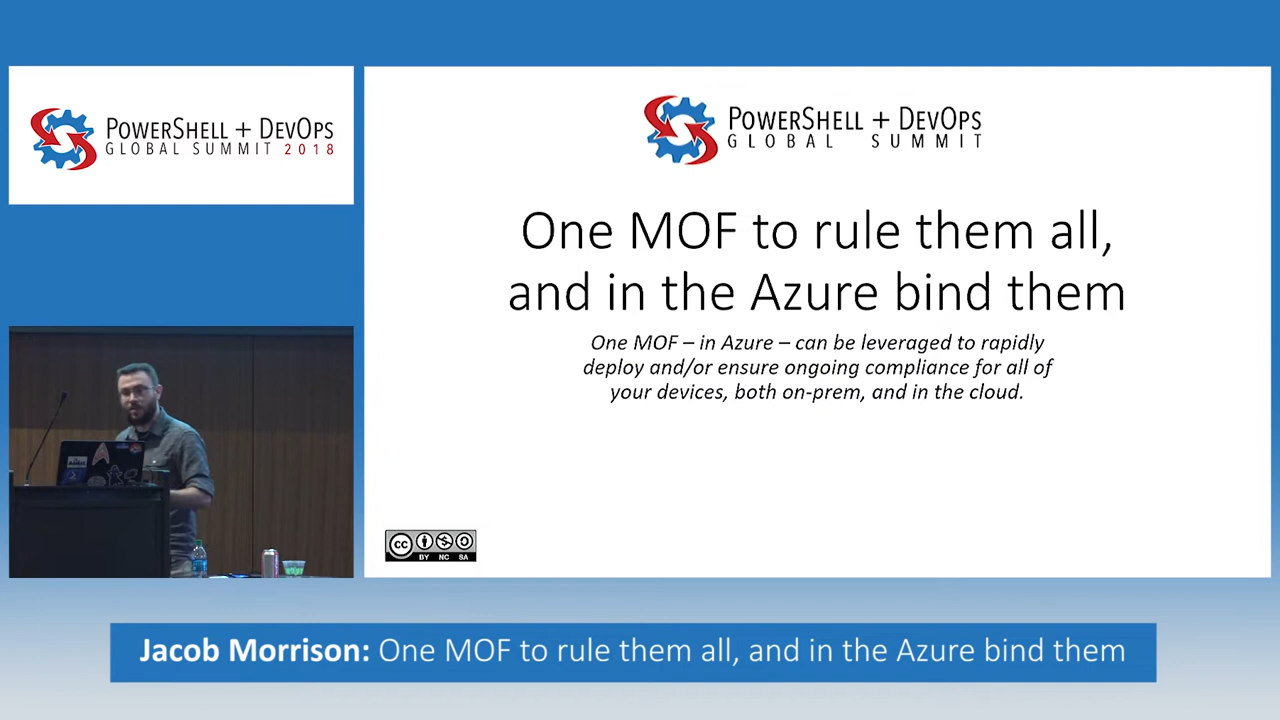 POWERSHELL + DEVOPS
GLOBAL SUMMIT 2018
POWERSHELL + DEVOPS
GLOBAL SUMMIT
One MOF to rule them all,
and in the Azure bind them
One MOF – in Azure – can be leveraged to rapidly
deploy and/or ensure ongoing compliance for all of
your devices, both on-prem, and in the cloud.
cc
BY NC SA
Jacob Morrison: One MOF to rule them all, and in the Azure bind them